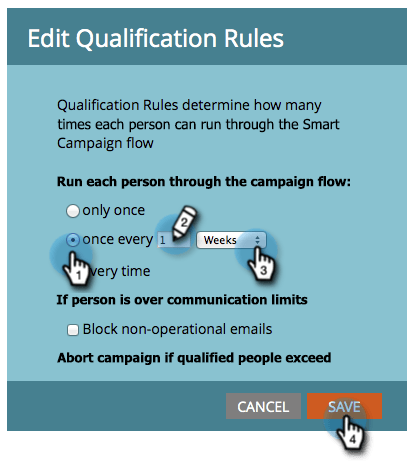 Edit Qualification Rules
Qualification Rules determine how many
times each person can run through the Smart
Campaign flow
Run each person through the campaign flow:
only once
once every 1 Weeks
2
1
3
very time
If person is over communication limits
Block non-operational emails
Abort campaign if qualified people exceed
CANCEL SAVE
4